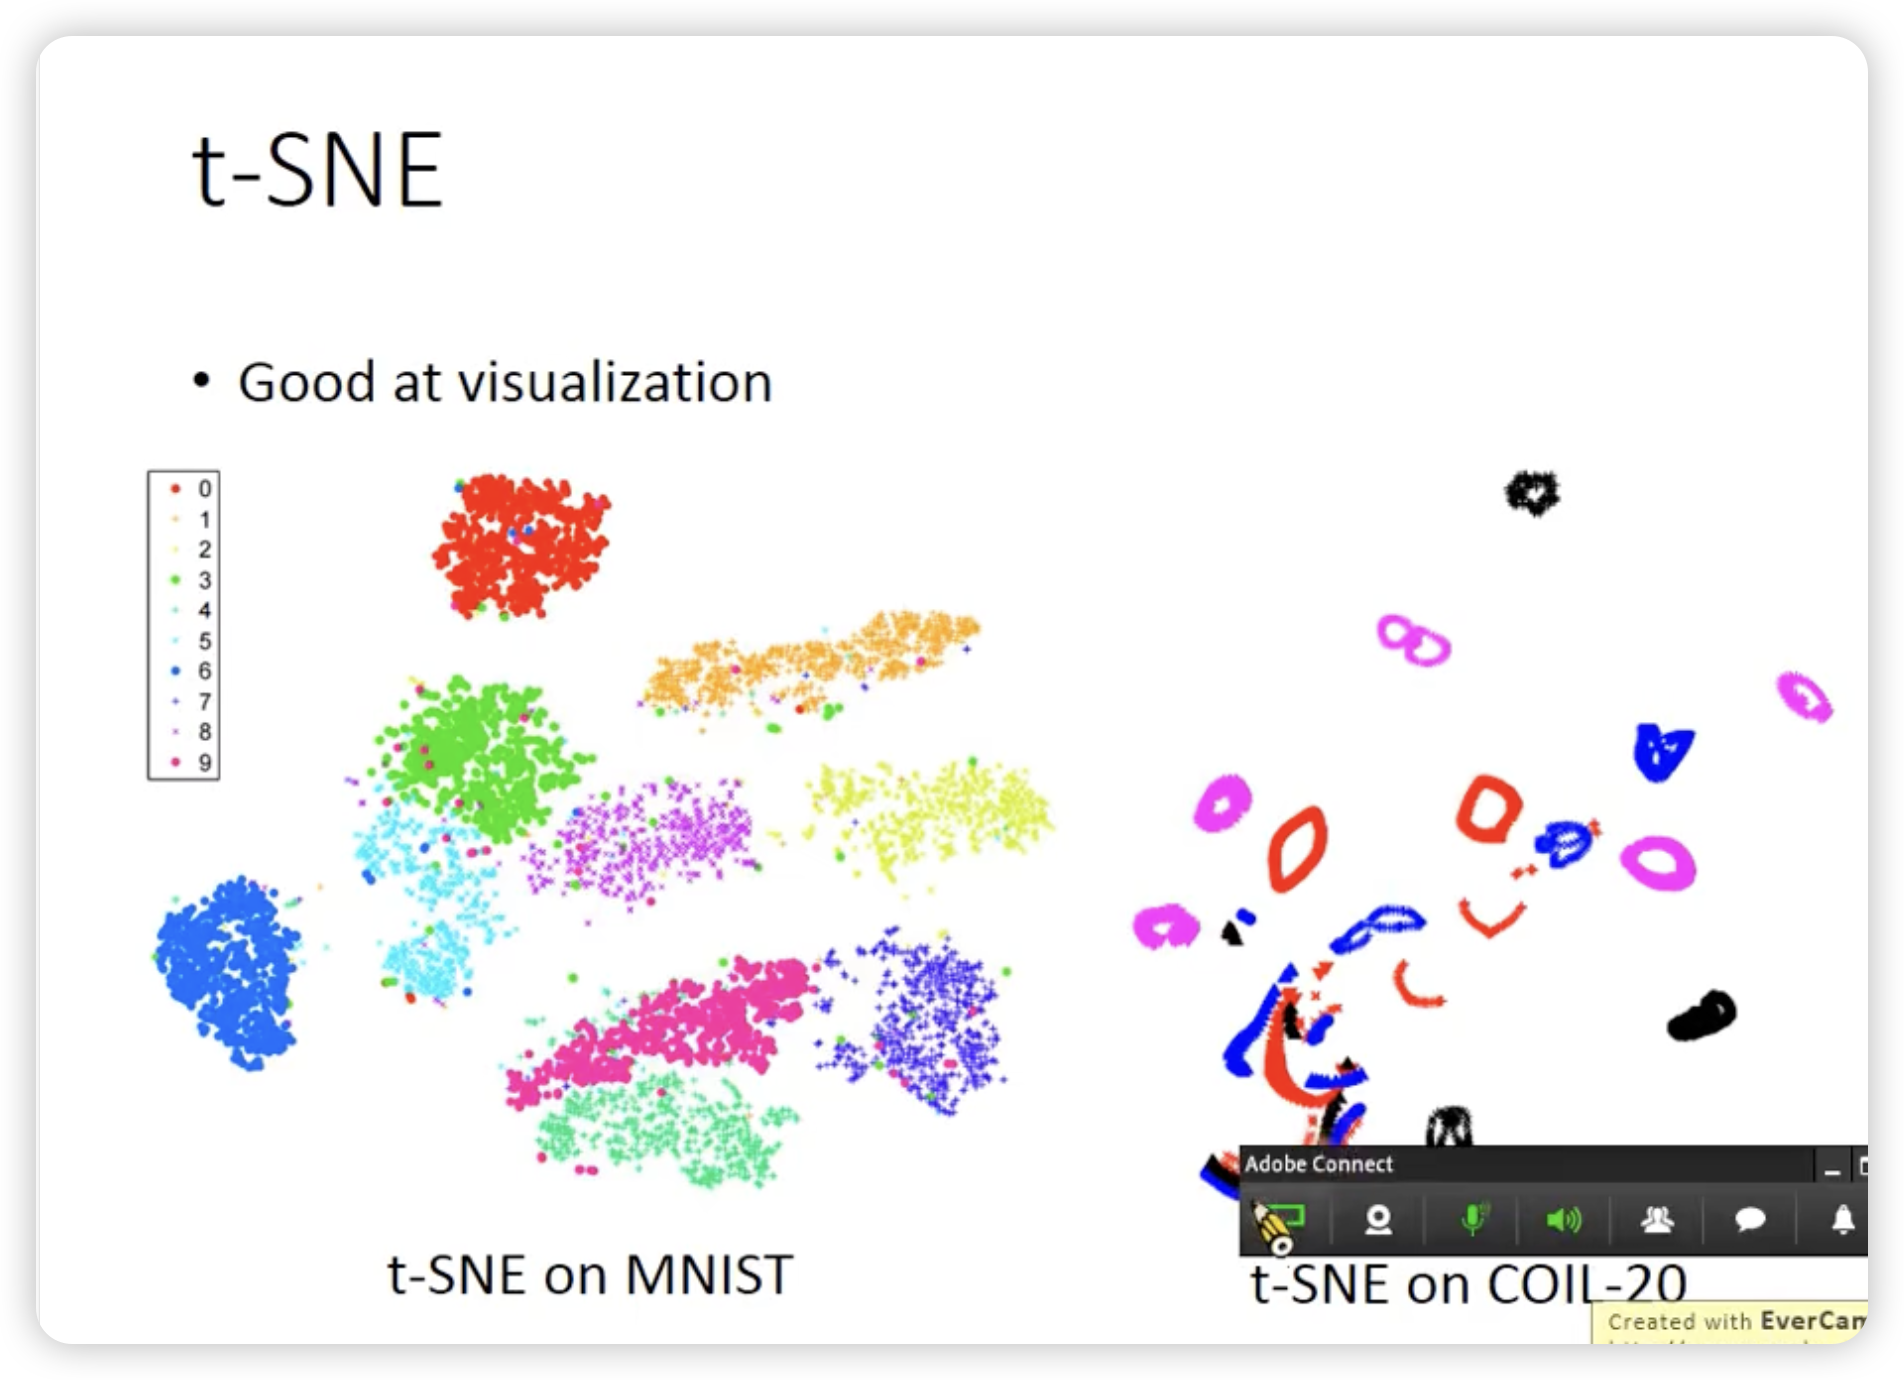 t-SNE
• Good at visualization
0
1
2
3
4
5
6
7
8
9
Adobe Connect
t-SNE on MNIST
t-SNE on COIL-20
Created with EverCam